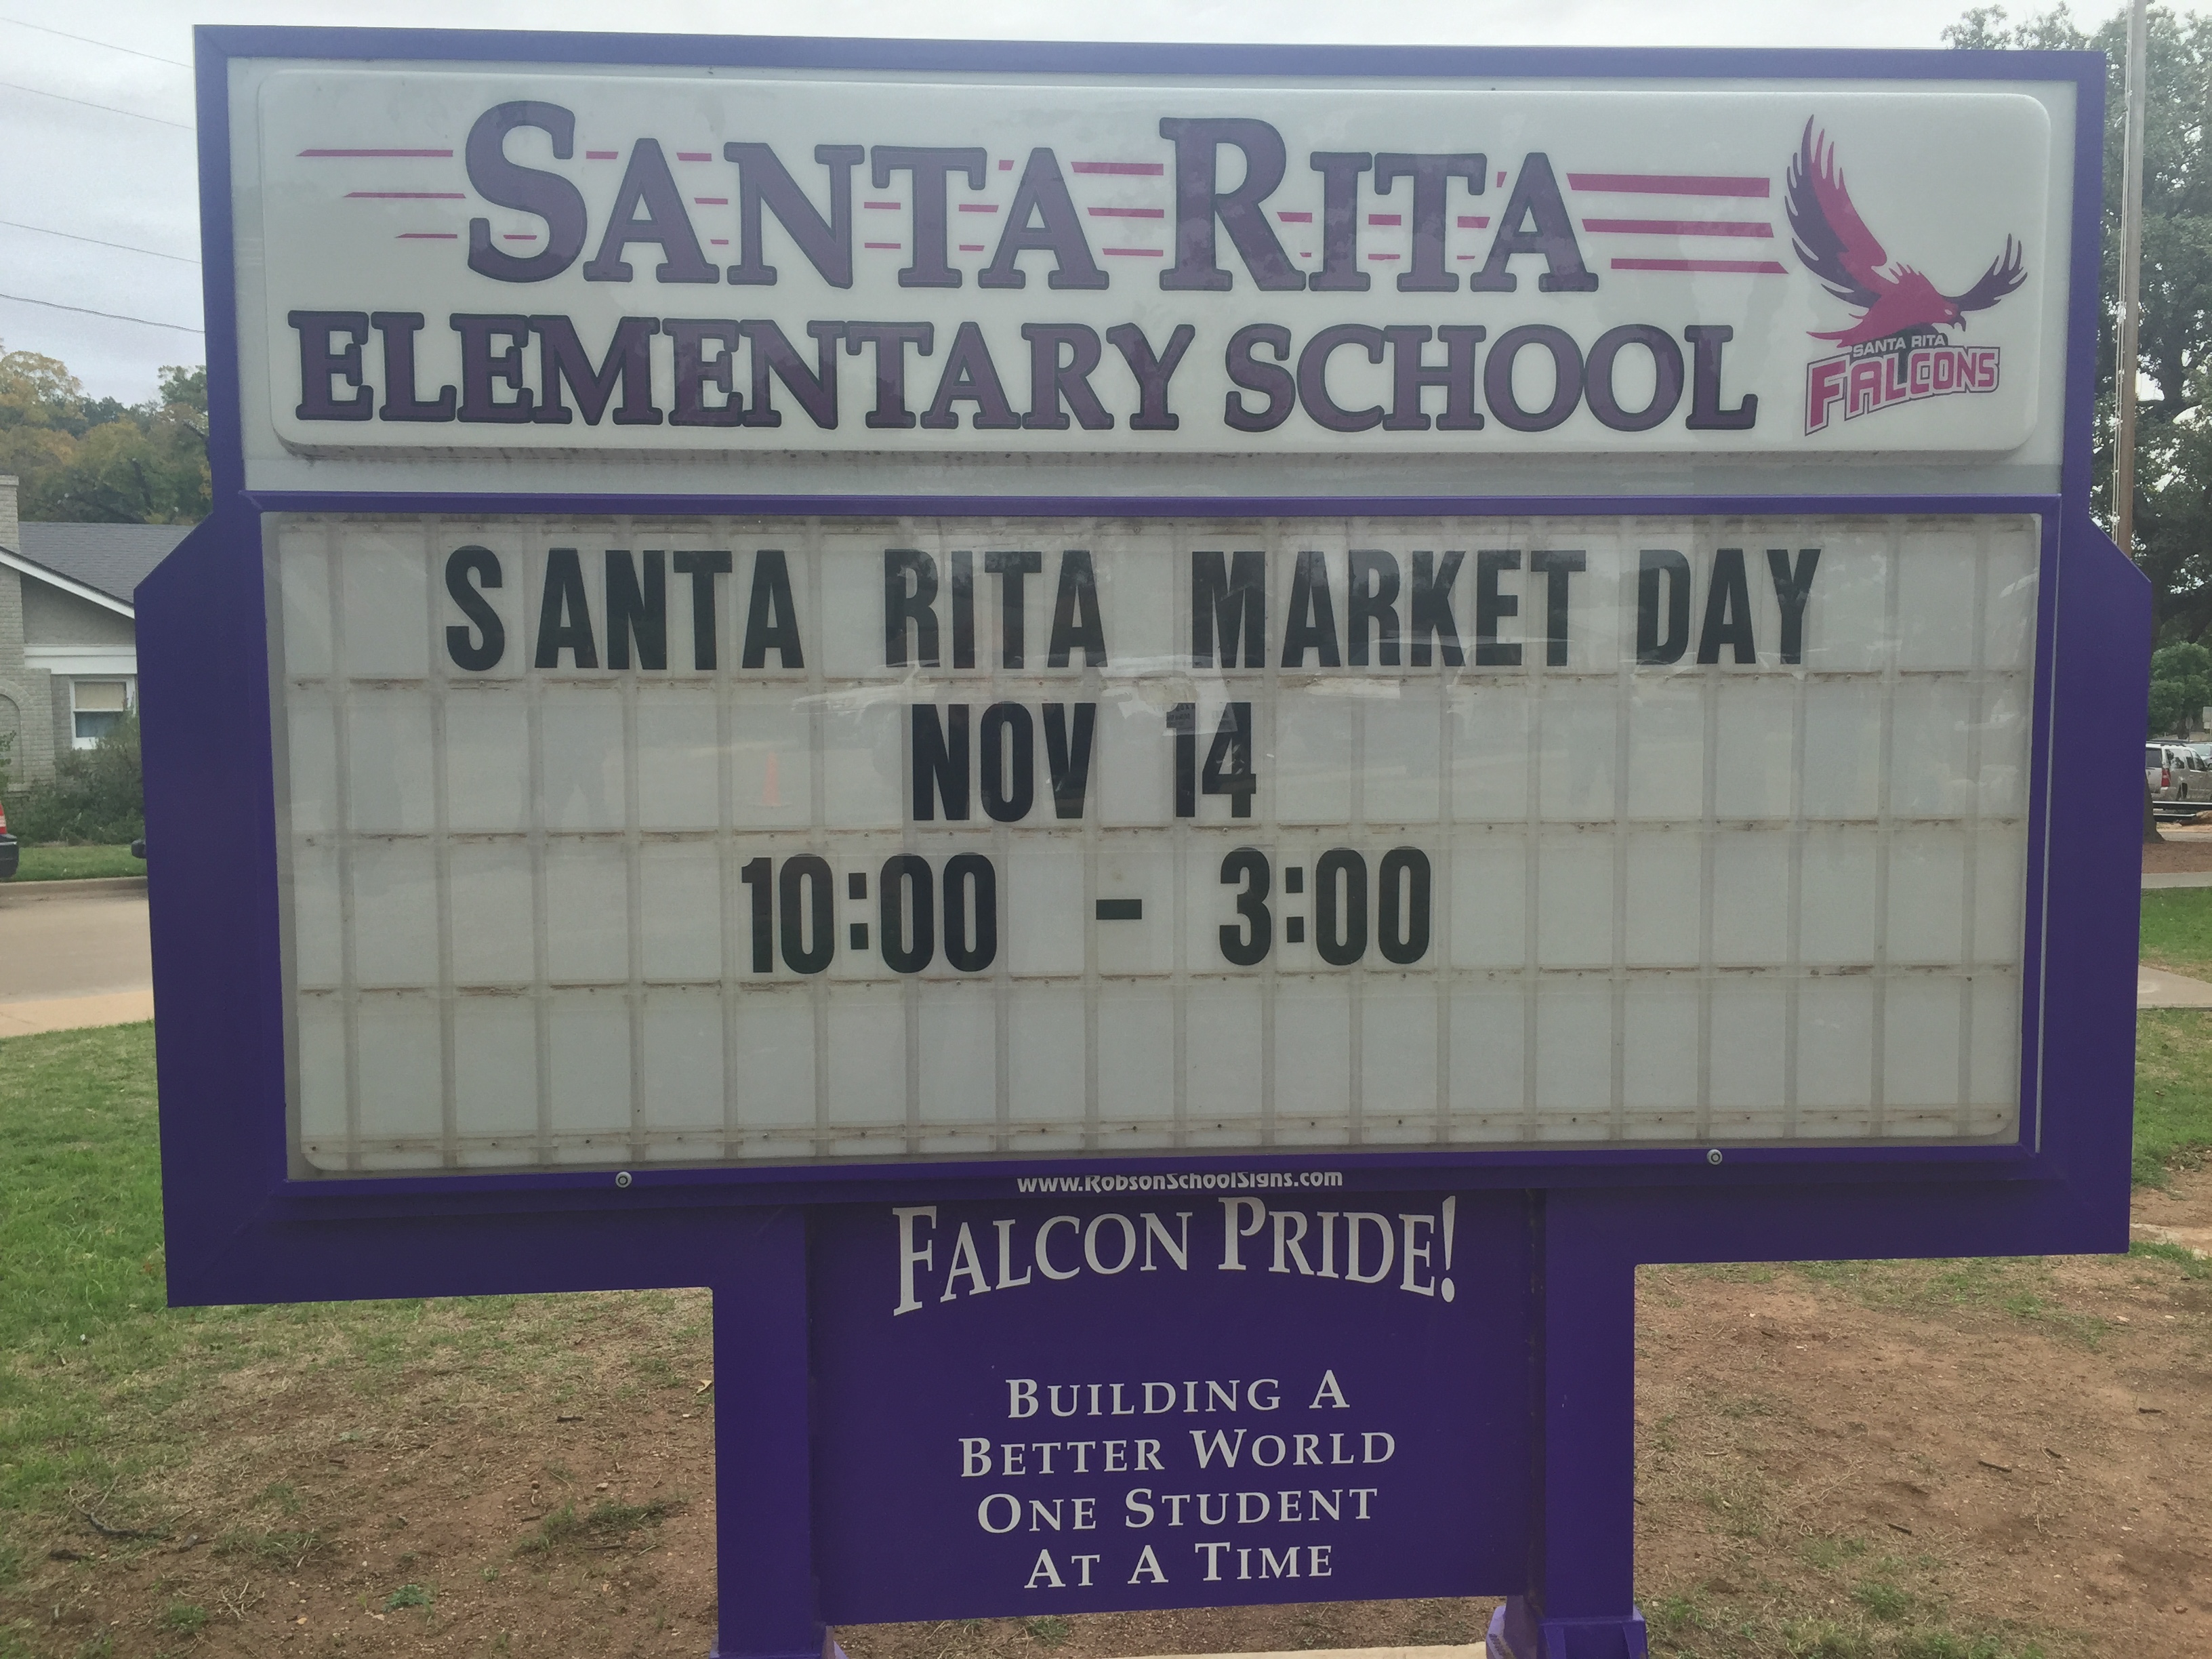 SANTA RITA
ELEMENTARY SCHOOL
SANTA RITA
FALCONS
SANTA RITA MARKET DAY
NOV 14
10:00 - 3:00
www.RobsonSchoolSigns.com
FALCON PRIDE!
BUILDING A
BETTER WORLD
ONE STUDENT
AT A TIME